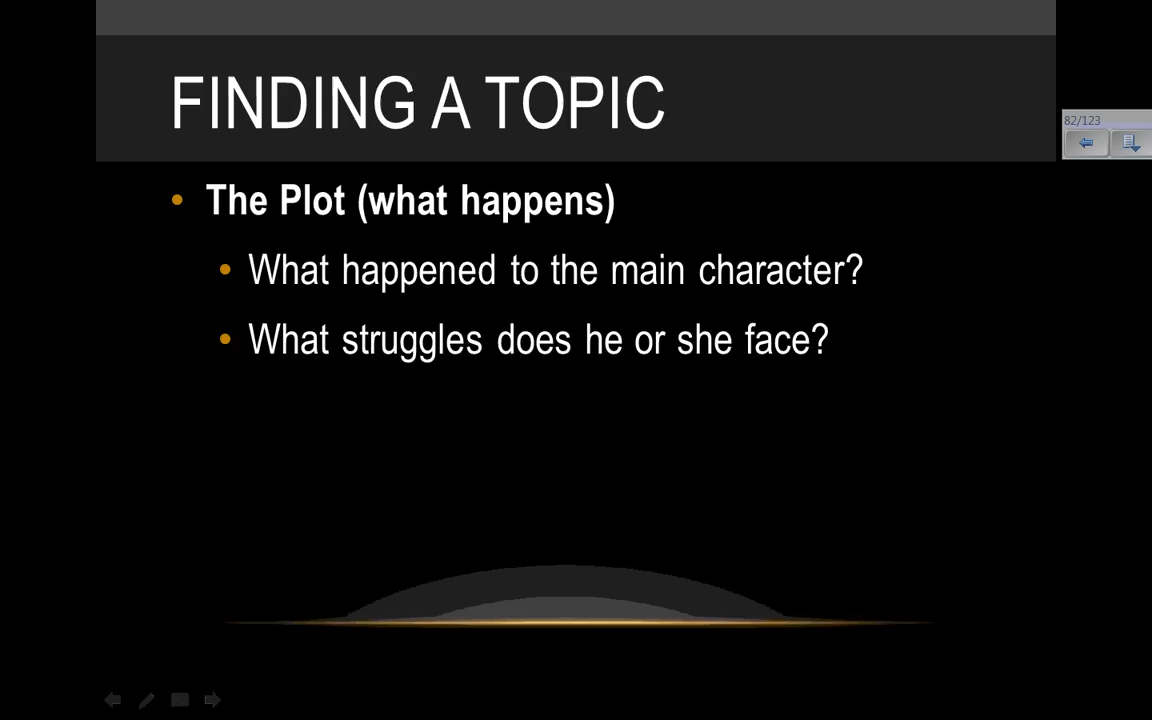 FINDING A TOPIC
82/123
• The Plot (what happens)
• What happened to the main character?
• What struggles does he or she face?